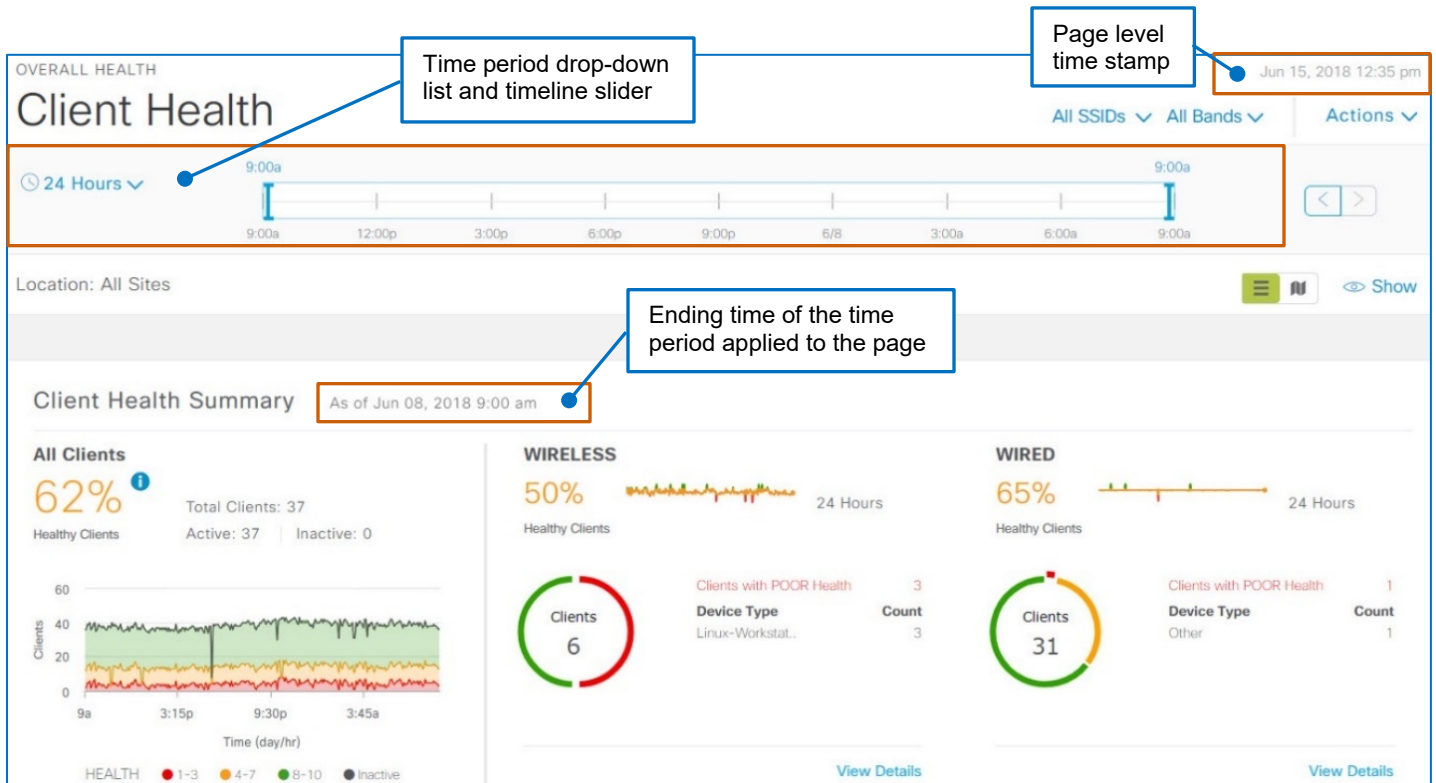 Page level
time stamp
Time period drop-down
list and timeline slider
OVERALL HEALTH
Jun 15, 2018 12:35 pm
Client Health
All SSIDs All Bands Actions
24 Hours
9:00a 9:00a
9:00a 12:00p 3:00p 6:00p 9:00p 6/8 3:00a 6:00a 9:00a
Location: All Sites
Show
Ending time of the time
period applied to the page
Client Health Summary As of Jun 08, 2018 9:00 am
All Clients
62%
Healthy Clients
Total Clients: 37
Active: 37 Inactive: 0
60
40
20
0
Clients
9a 3:15p 9:30p 3:45a
Time (day/hr)
HEALTH 1-3 4-7 8-10 Inactive
WIRELESS
50% 24 Hours
Healthy Clients
Clients
6
Clients with POOR Health 3
Device Type Count
Linux-Workstat.. 3
View Details
WIRED
65% 24 Hours
Healthy Clients
Clients
31
Clients with POOR Health 1
Device Type Count
Other 1
View Details